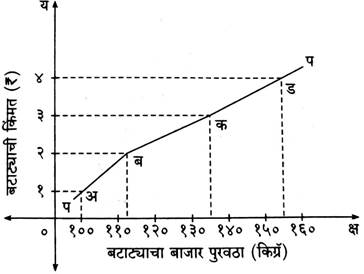 य
बटाट्याची किंमत (₹)
४
३
२
१
०
प
अ
ब
क
ड
प
१०० ११० १२० १३० १४० १५० १६० क्ष
बटाट्याचा बाजार पुरवठा (किग्रॅ)